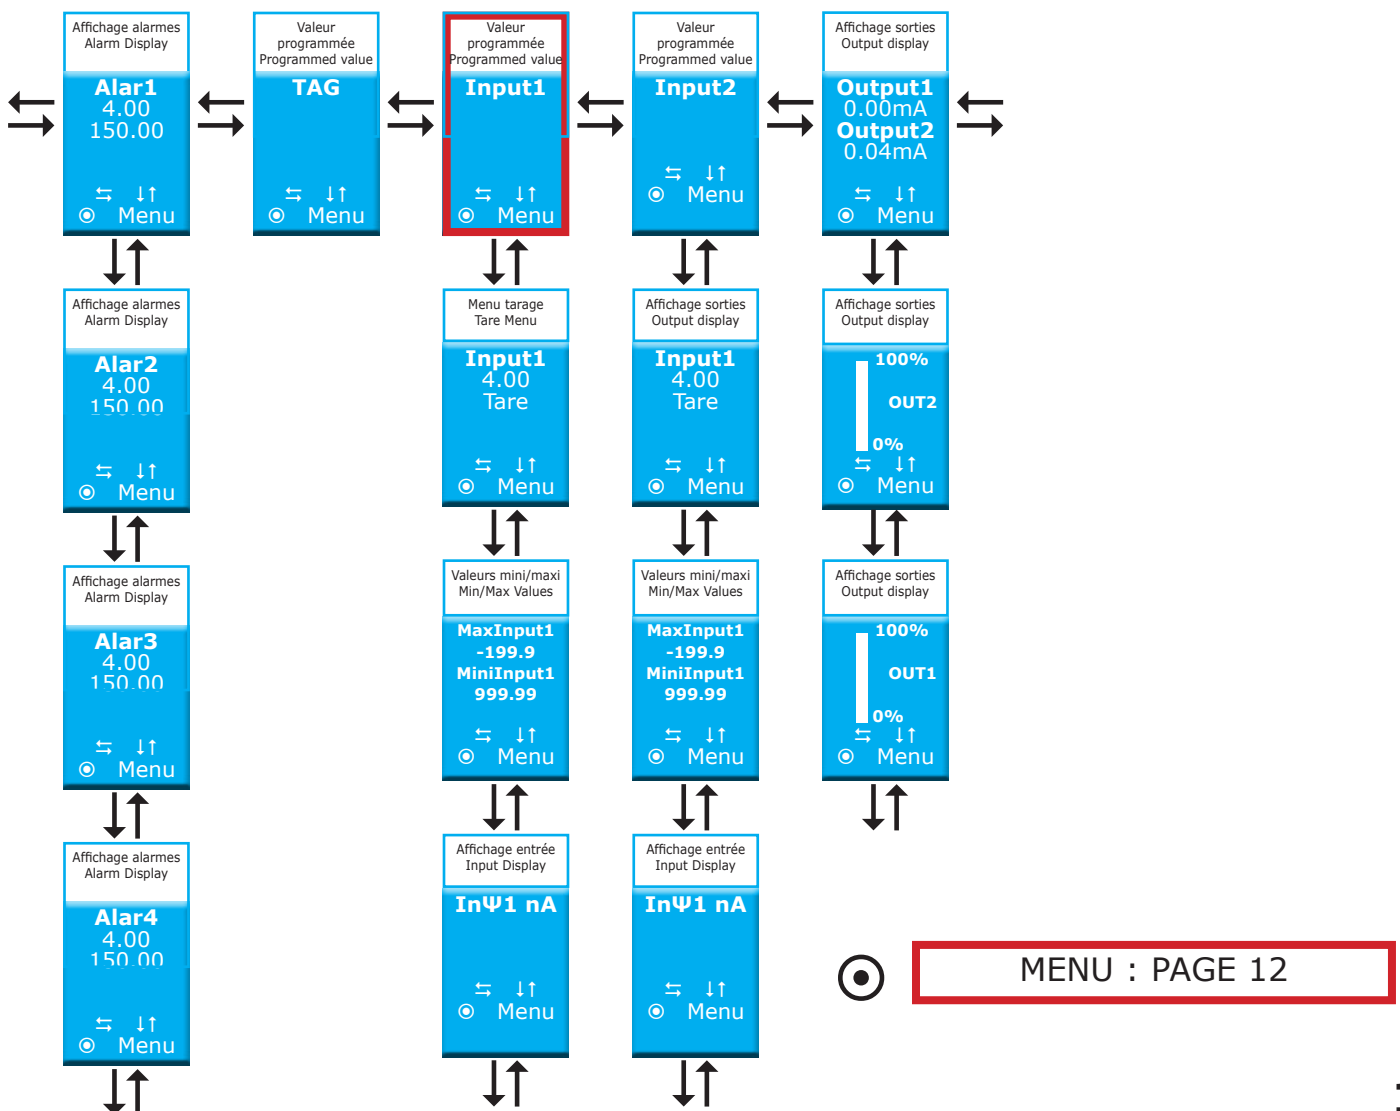 Affichage alarmes
Alarm Display
Alar1
4.00
150.00
Menu
Valeur
programmée
Programmed value
TAG
Menu
Valeur
programmée
Programmed value
Input1
Menu
Valeur
programmée
Programmed value
Input2
Menu
Affichage sorties
Output display
Output1
0.00mA
Output2
0.04mA
Menu
Affichage alarmes
Alarm Display
Alar2
4.00
150.00
Menu
Menu tarage
Tare Menu
Input1
4.00
Tare
Menu
Affichage sorties
Output display
Input1
4.00
Tare
Menu
Affichage sorties
Output display
100%
OUT2
0%
Menu
Affichage alarmes
Alarm Display
Alar3
4.00
150.00
Menu
Valeurs mini/maxi
Min/Max Values
MaxInput1
-199.9
MiniInput1
999.99
Menu
Valeurs mini/maxi
Min/Max Values
MaxInput1
-199.9
MiniInput1
999.99
Menu
Affichage sorties
Output display
100%
OUT1
0%
Menu
Affichage alarmes
Alarm Display
Alar4
4.00
150.00
Menu
Affichage entrée
Input Display
InΨ1 nA
Menu
Affichage entrée
Input Display
InΨ1 nA
Menu
MENU : PAGE 12